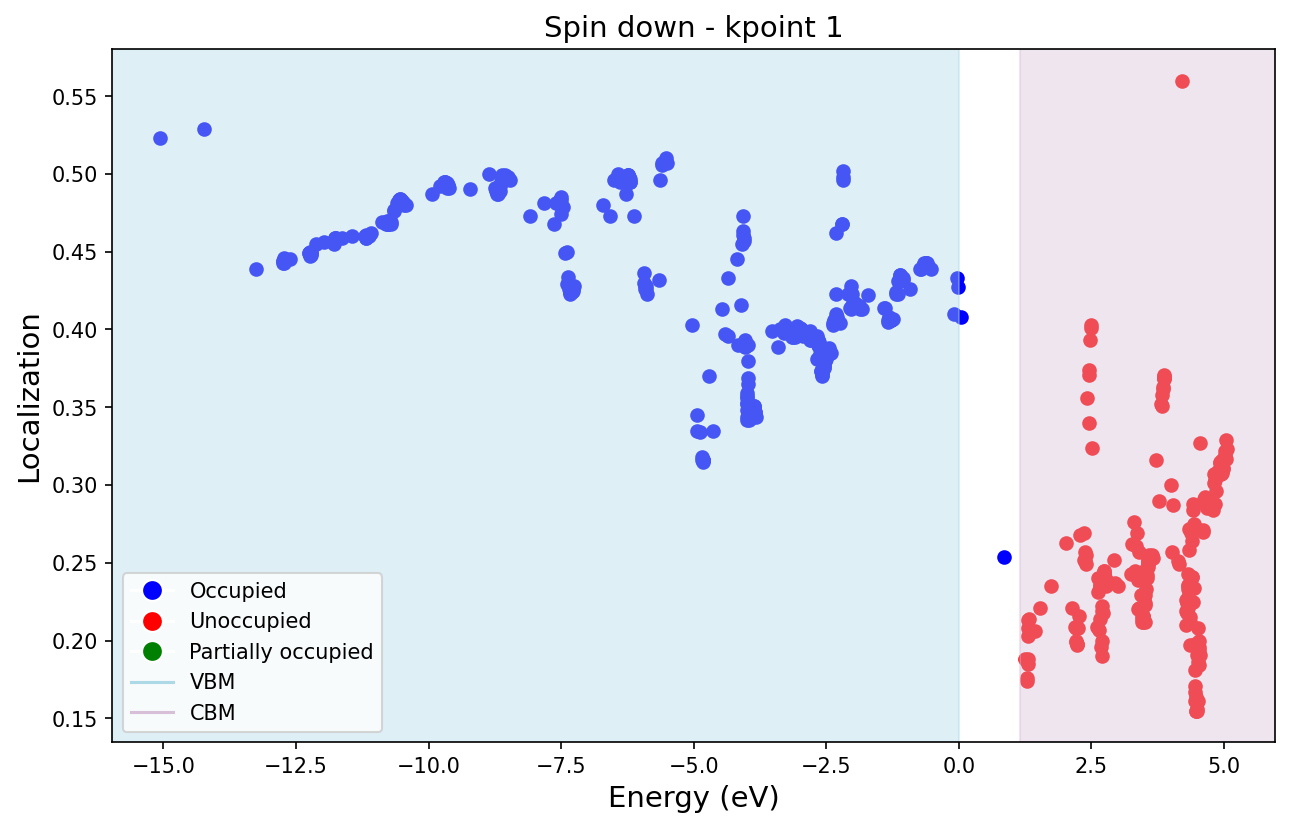 Spin down - kpoint 1
Localization
0.55
0.50
0.45
0.40
0.35
0.30
0.25
0.20
0.15
Occupied
Unoccupied
Partially occupied
VBM
CBM
−15.0 −12.5 −10.0 −7.5 −5.0 −2.5 0.0 2.5 5.0
Energy (eV)